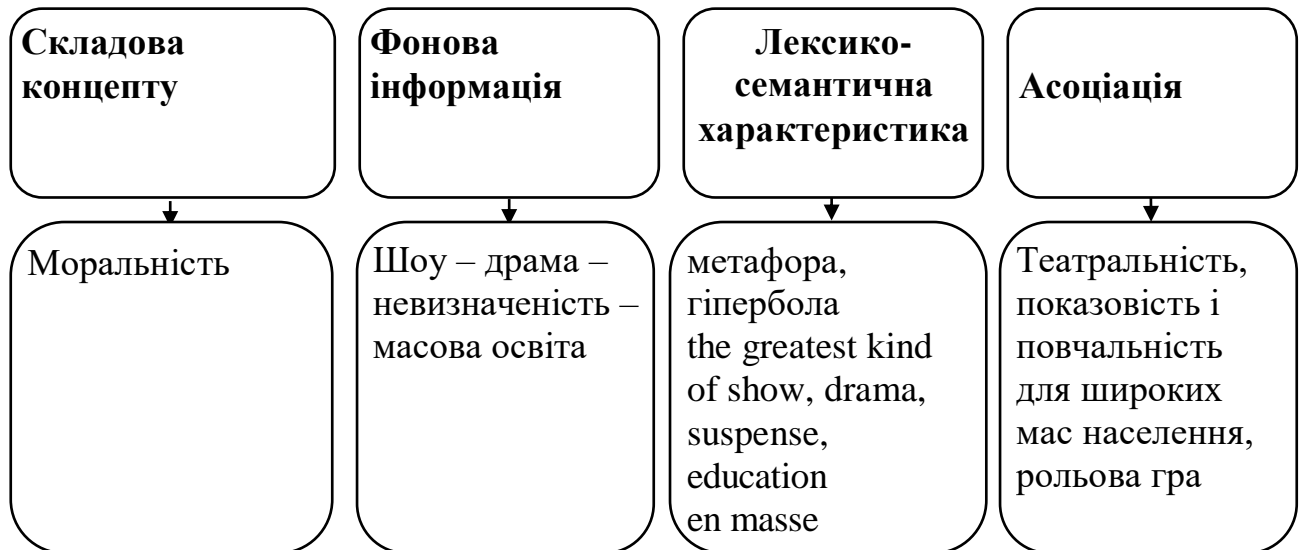 Складова
концепту
Фонова
інформація
Лексико-
семантична
характеристика
Асоціація
Моральність
Шоу – драма –
невизначеність –
масова освіта
метафора,
гіпербола
the greatest kind
of show, drama,
suspense,
education
en masse
Театральність,
показовість і
повчальність
для широких
мас населення,
рольова гра